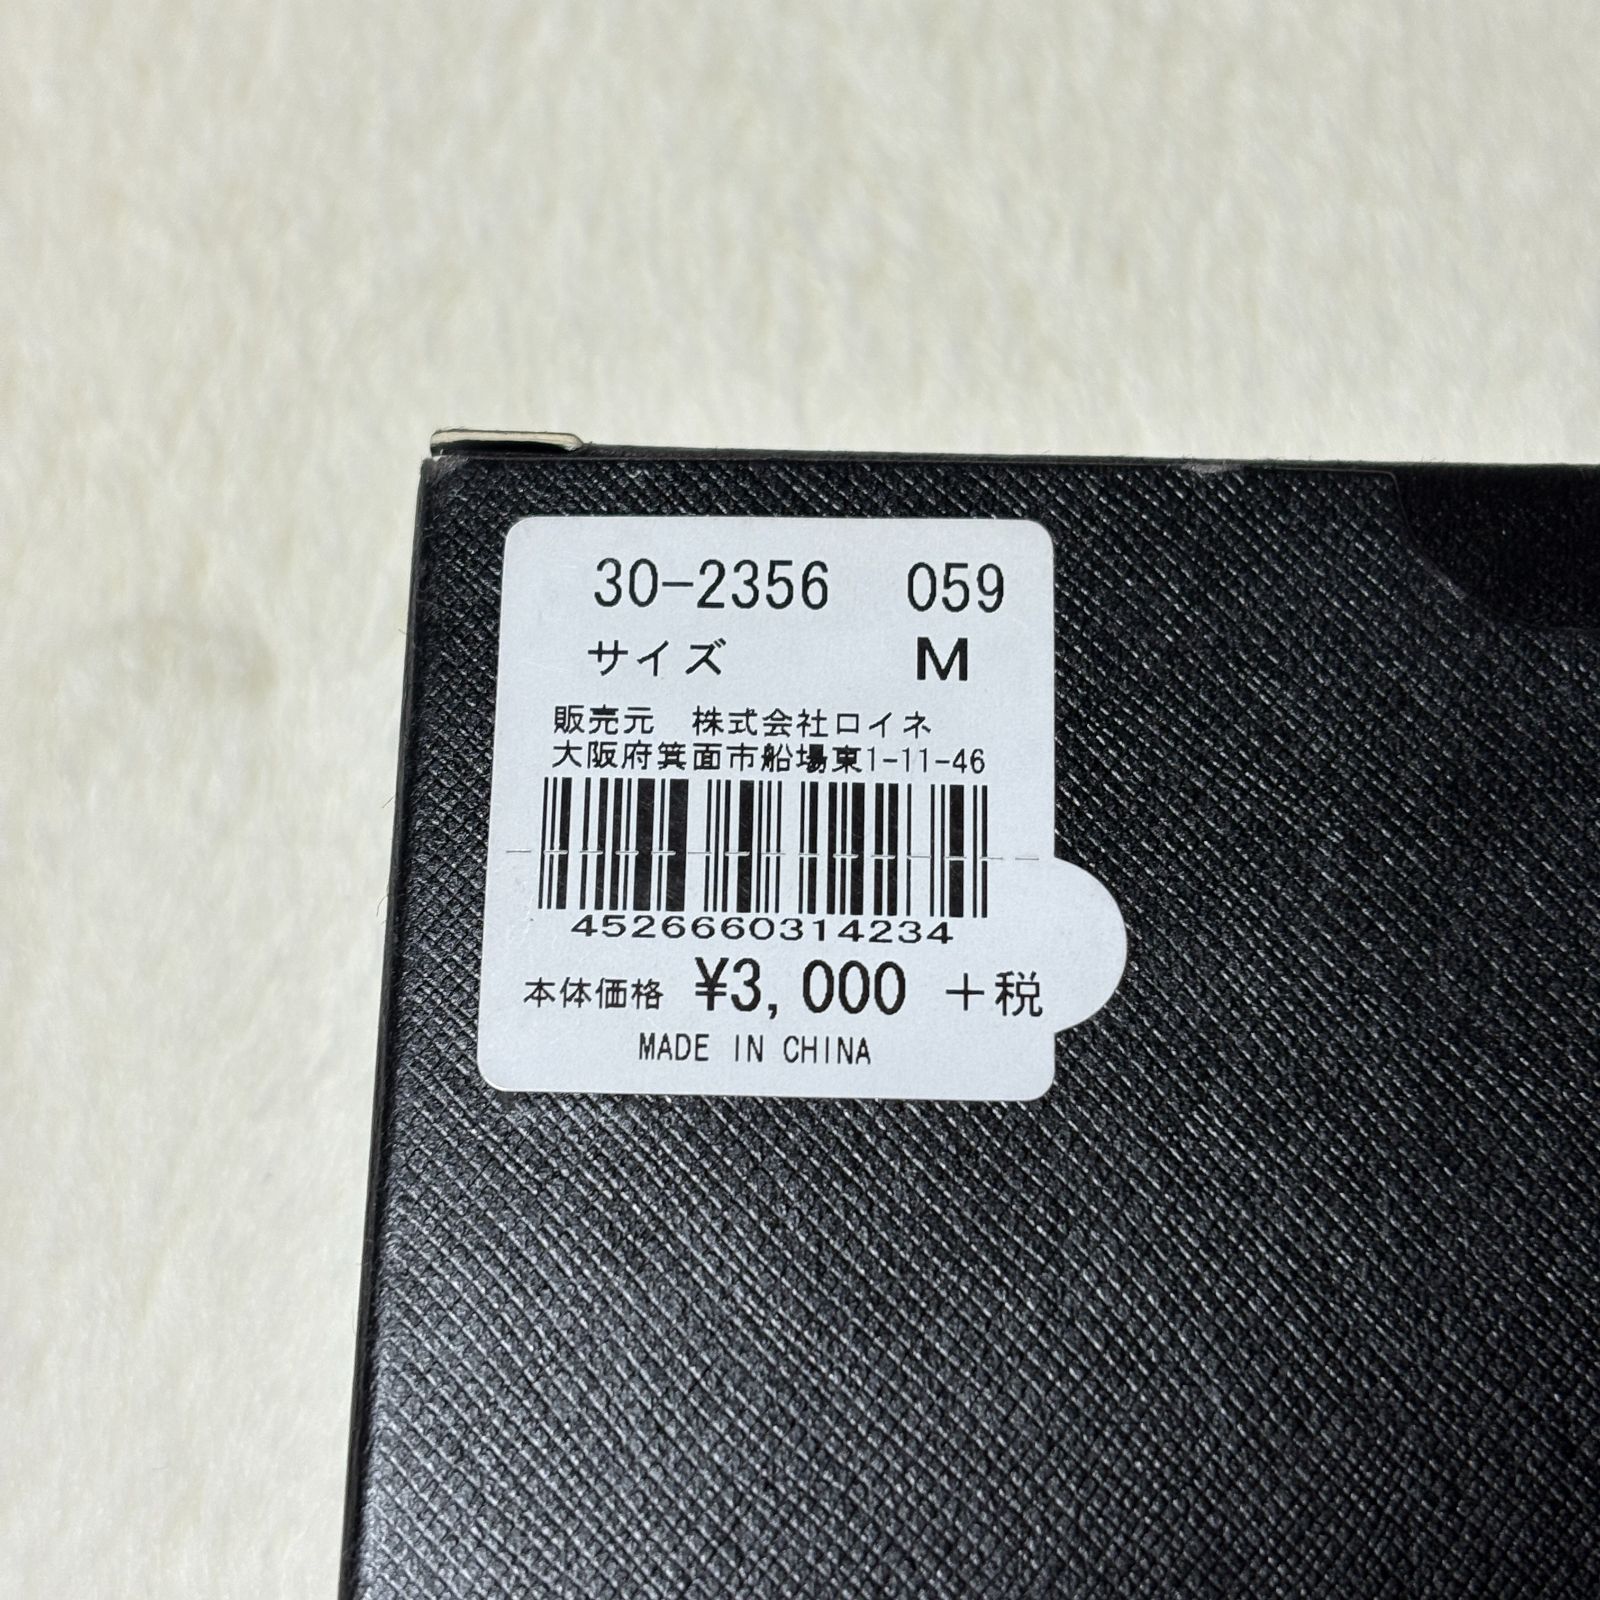 30-2356 059
サイズ M
販売元 株式会社ロイネ
大阪府箕面市船場東1-11-46
4526660314234
本体価格 ¥3,000 +税
MADE IN CHINA